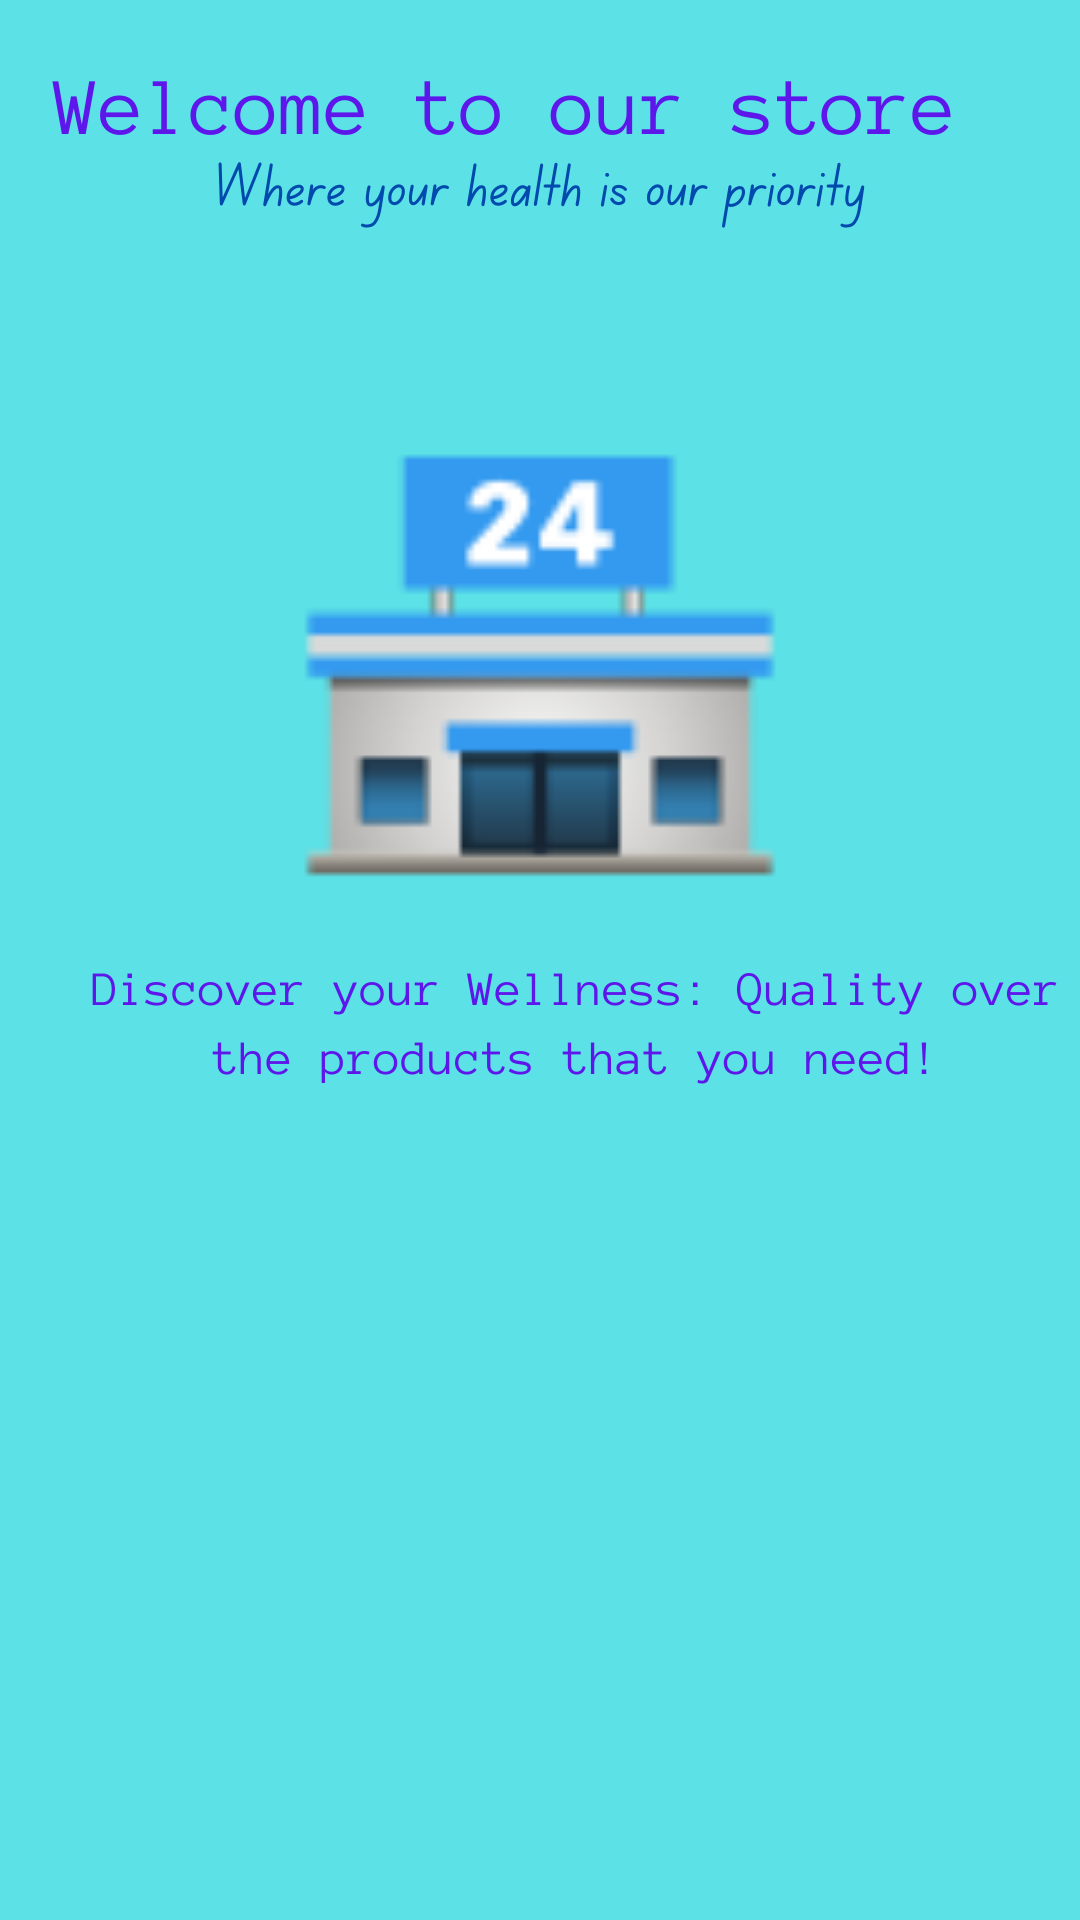 Welcome to our store
Where your health is our priority
24
Discover your Wellness: Quality over
the products that you need!